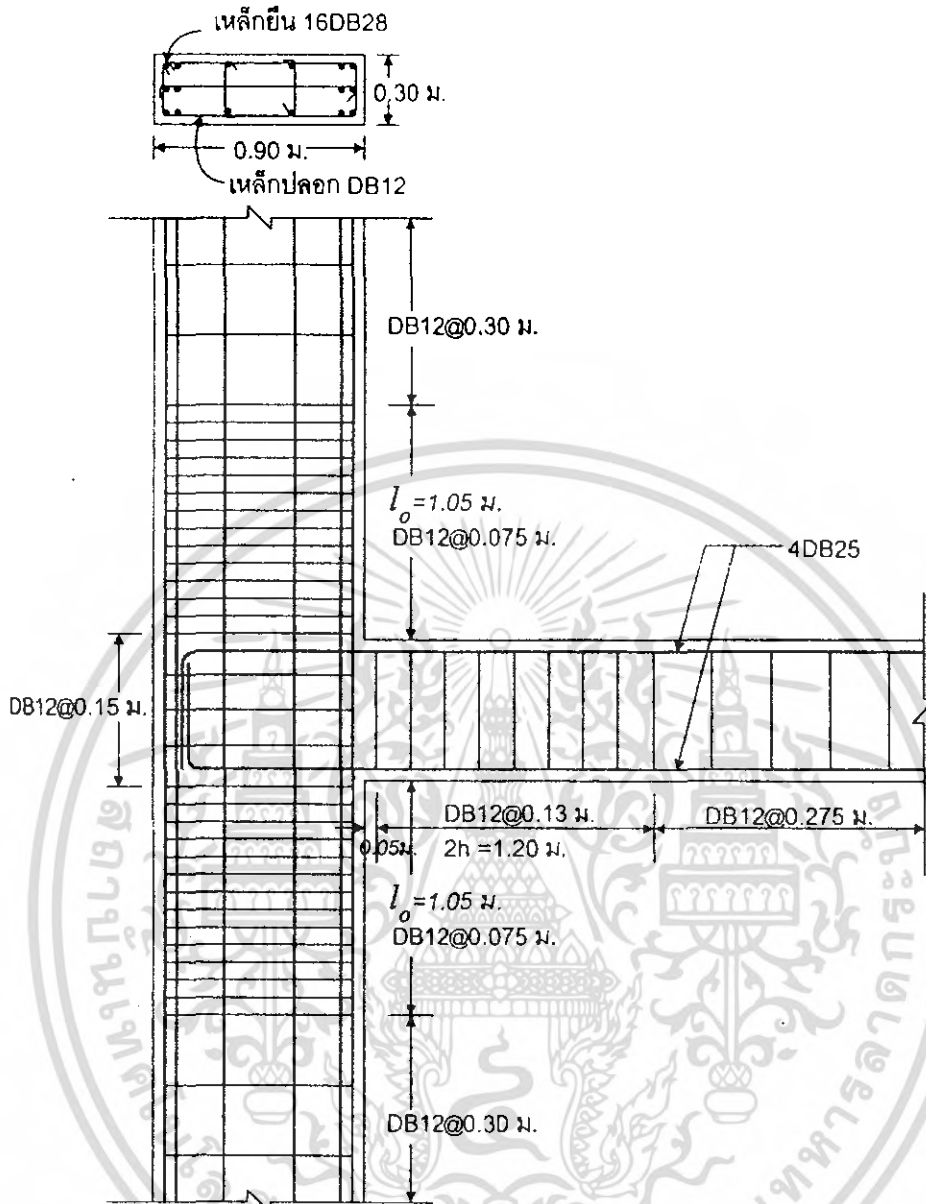 เหล็กยืน 16DB28
0.30 ม.
0.90 ม.
เหล็กปลอก DB12
DB12@0.30 ม.
lo=1.05 ม.
DB12@0.075 ม.
4DB25
DB12@0.15 ม.
DB12@0.13 ม.
DB12@0.275 ม.
0.05ม.
2h =1.20 ม.
lo=1.05 ม.
DB12@0.075 ม.
DB12@0.30 ม.